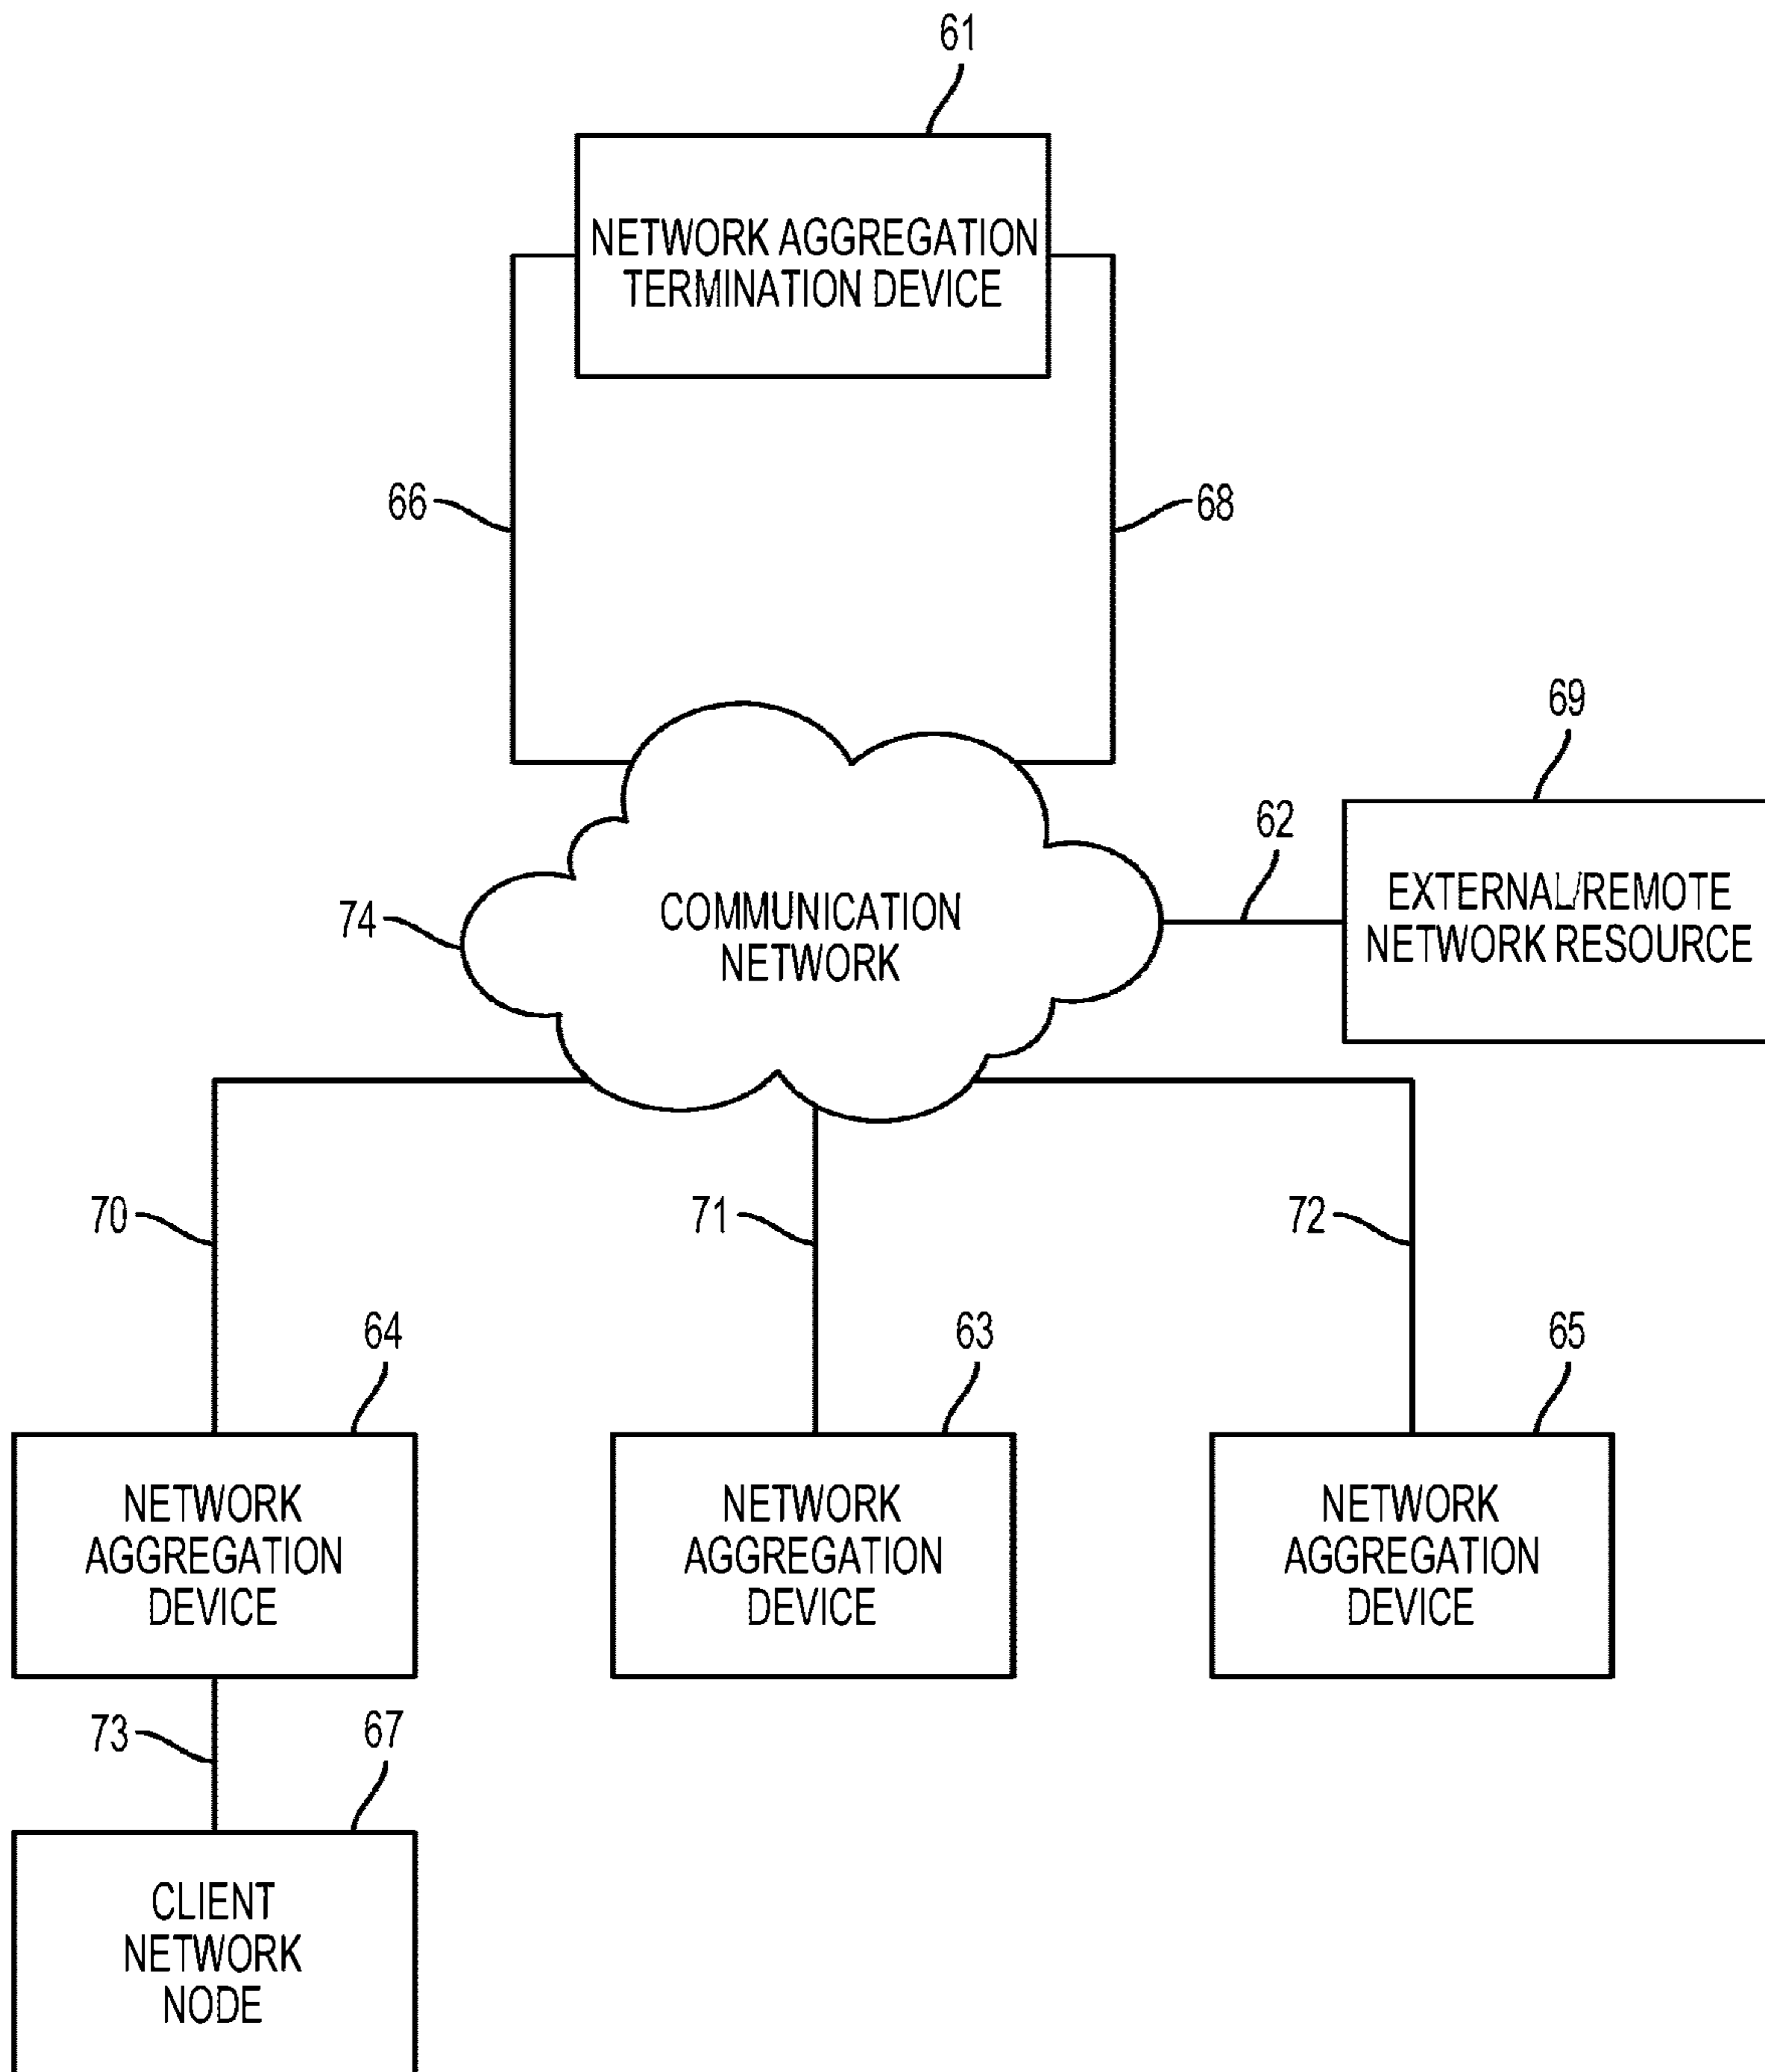 61
NETWORK AGGREGATION
TERMINATION DEVICE
66
68
69
62
EXTERNAL/REMOTE
NETWORK RESOURCE
74
COMMUNICATION
NETWORK
70
71
72
64
63
65
NETWORK
AGGREGATION
DEVICE
NETWORK
AGGREGATION
DEVICE
NETWORK
AGGREGATION
DEVICE
73
67
CLIENT
NETWORK
NODE